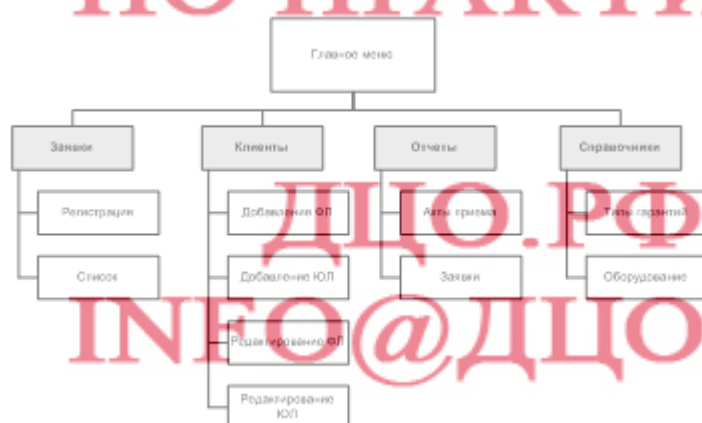 ПО ПРАКТИ
Главное меню
Заявки
Клиенты
Отчеты
Справочники
Регистрация
Добавление ФЛ
Акты приема
Типы гарантий
ДЦО.РФ
Список
Добавление ЮЛ
Заявки
Оборудование
INFO@ДЦО
Редактирование ФЛ
Редактирование
ЮЛ